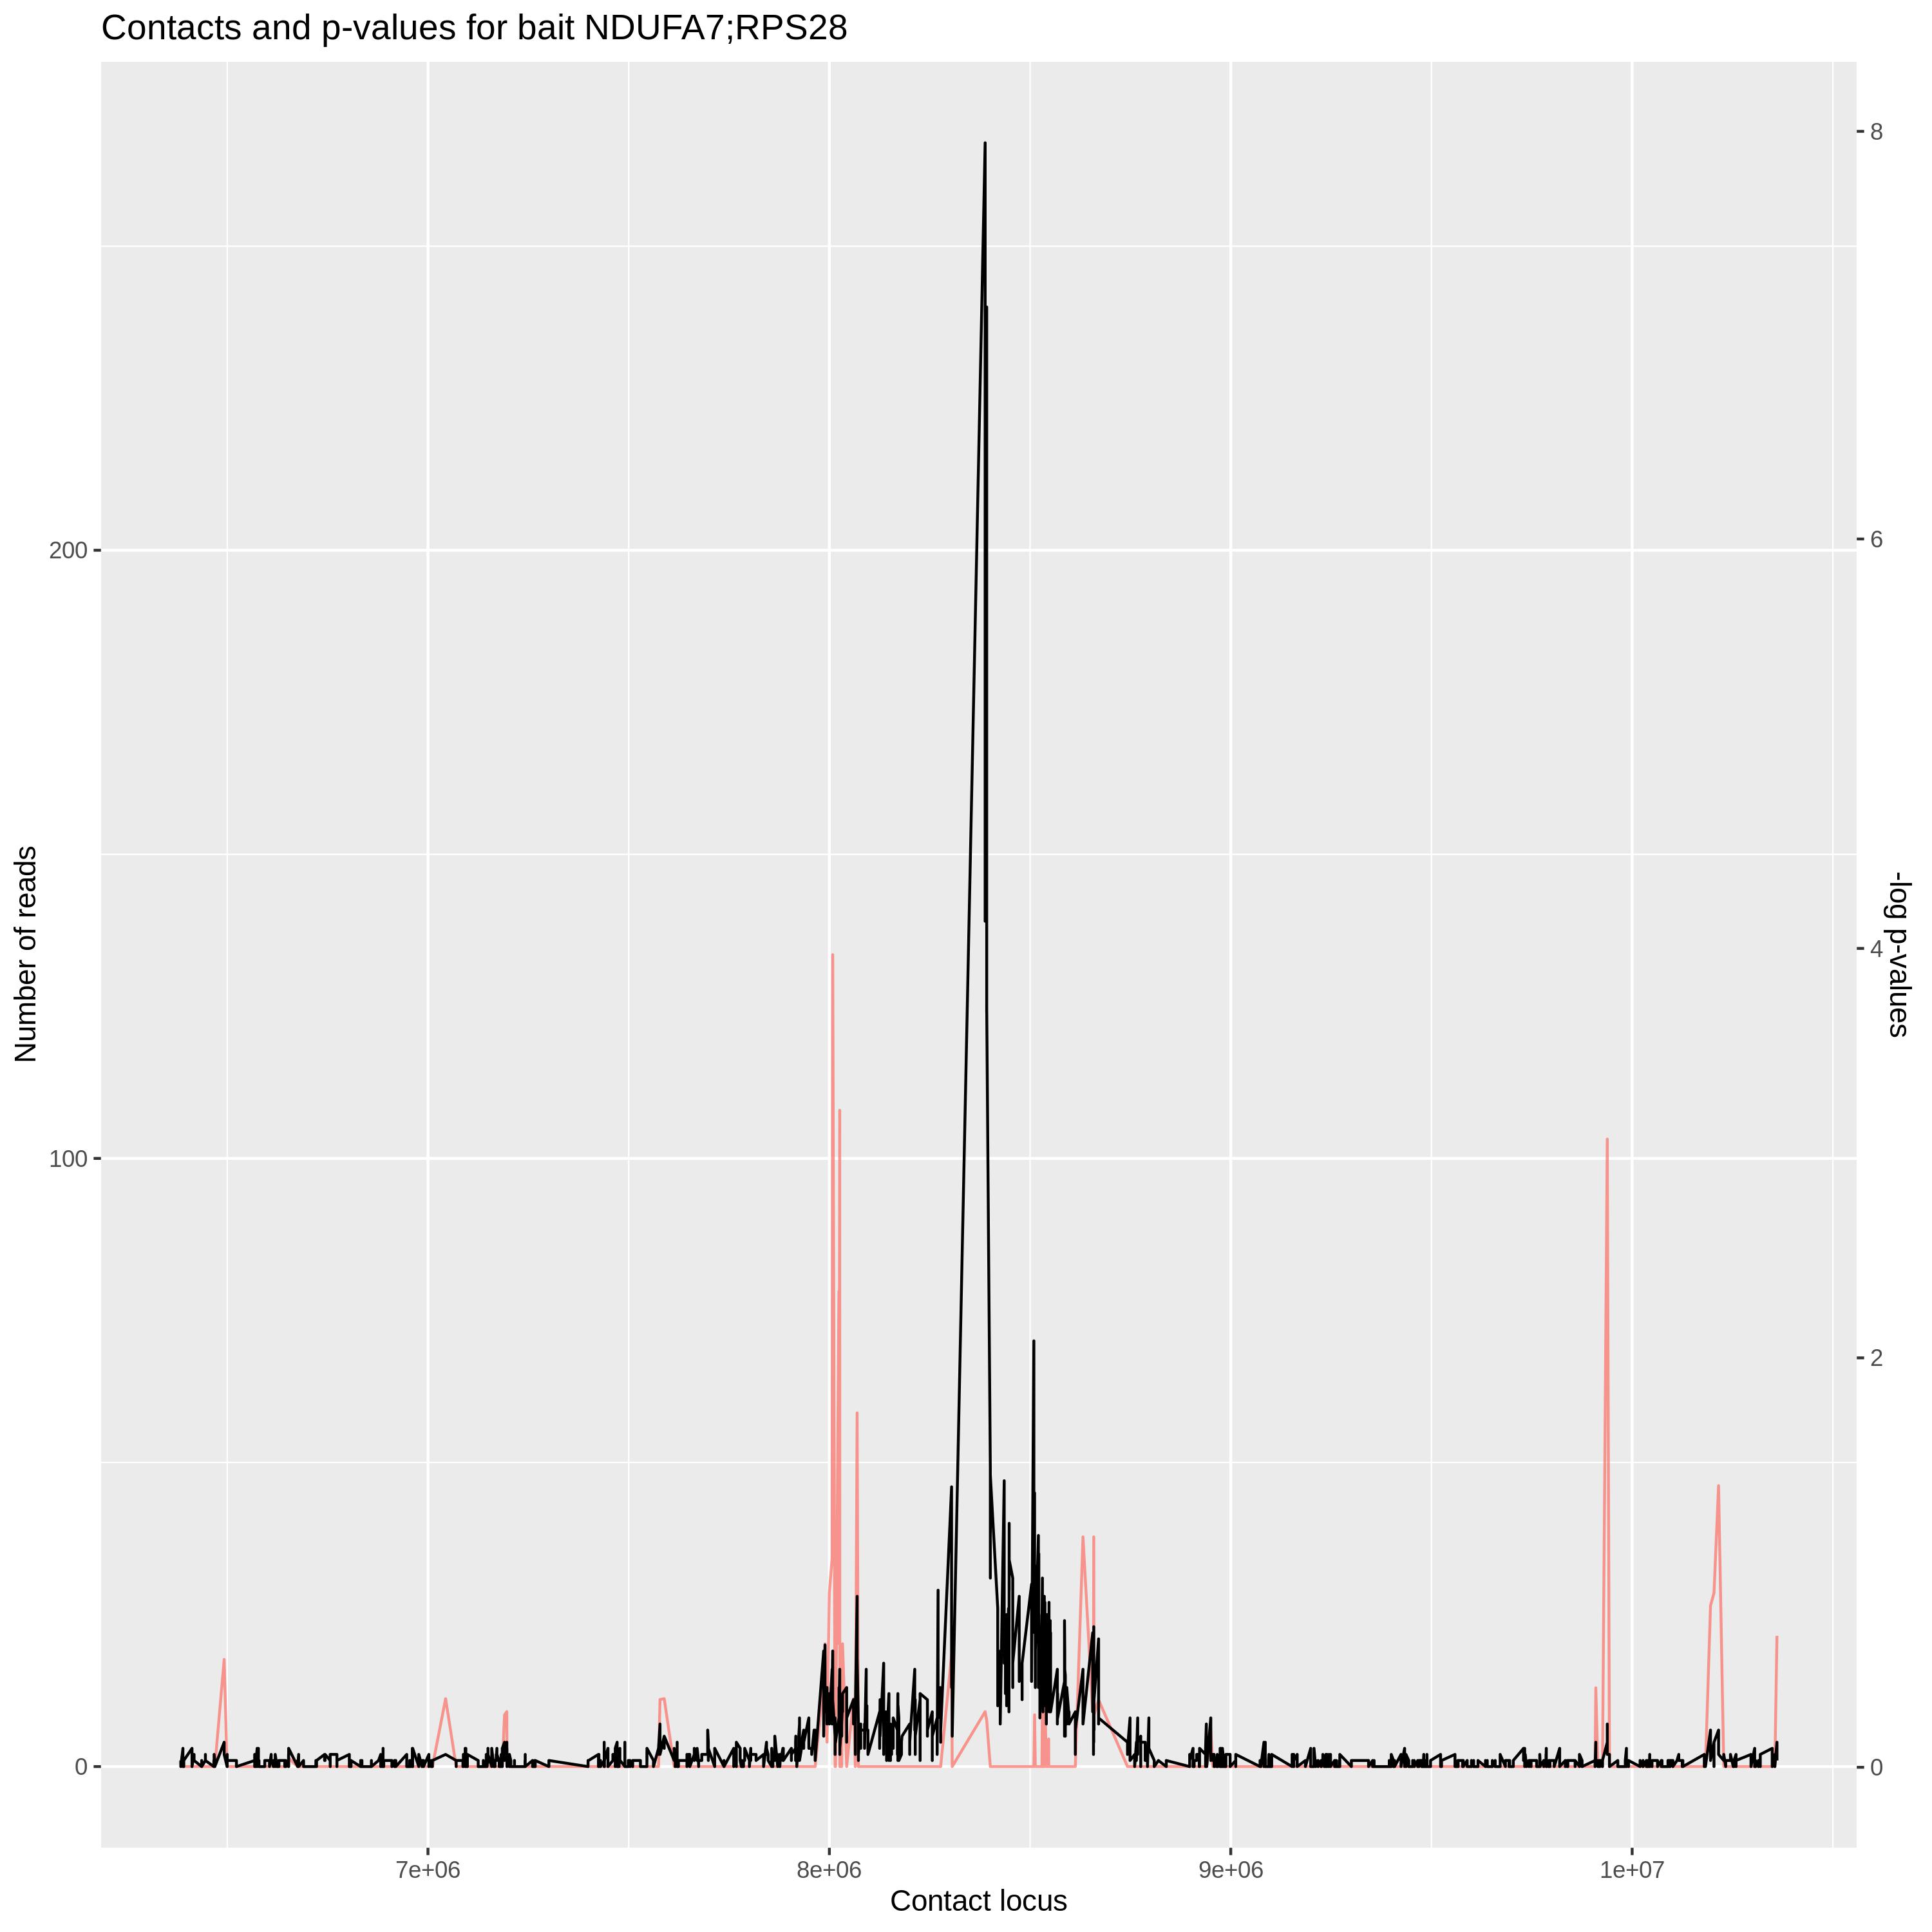 Contacts and p-values for bait NDUFA7;RPS28
Number of reads
200
100
0
8
6
4
2
0
-log p-values
7e+06
8e+06
9e+06
1e+07
Contact locus